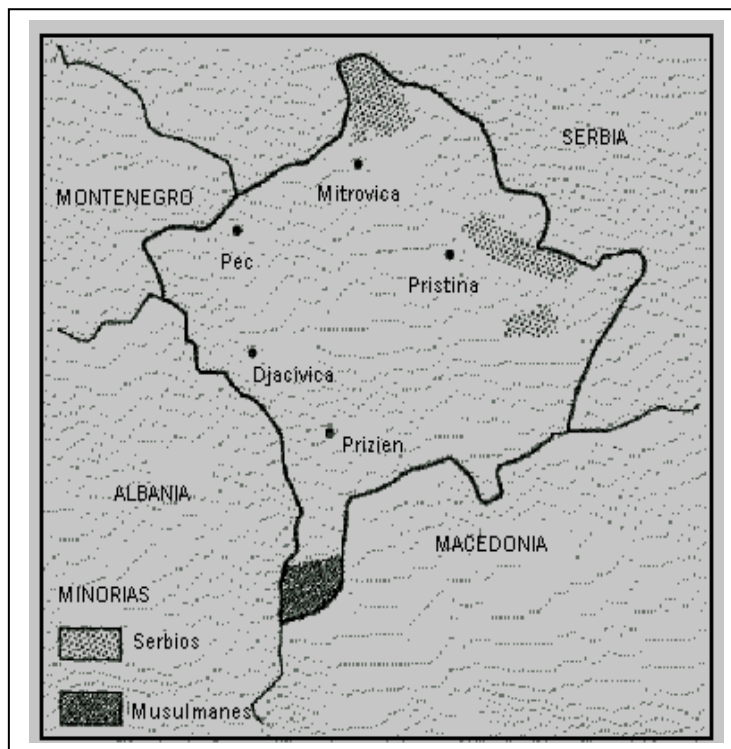 SERBIA
MONTENEGRO
Mitrovica
Pec
Pristina
Djacivica
Prizien
ALBANIA
MACEDONIA
MINORIAS
Serbios
Musulmanes